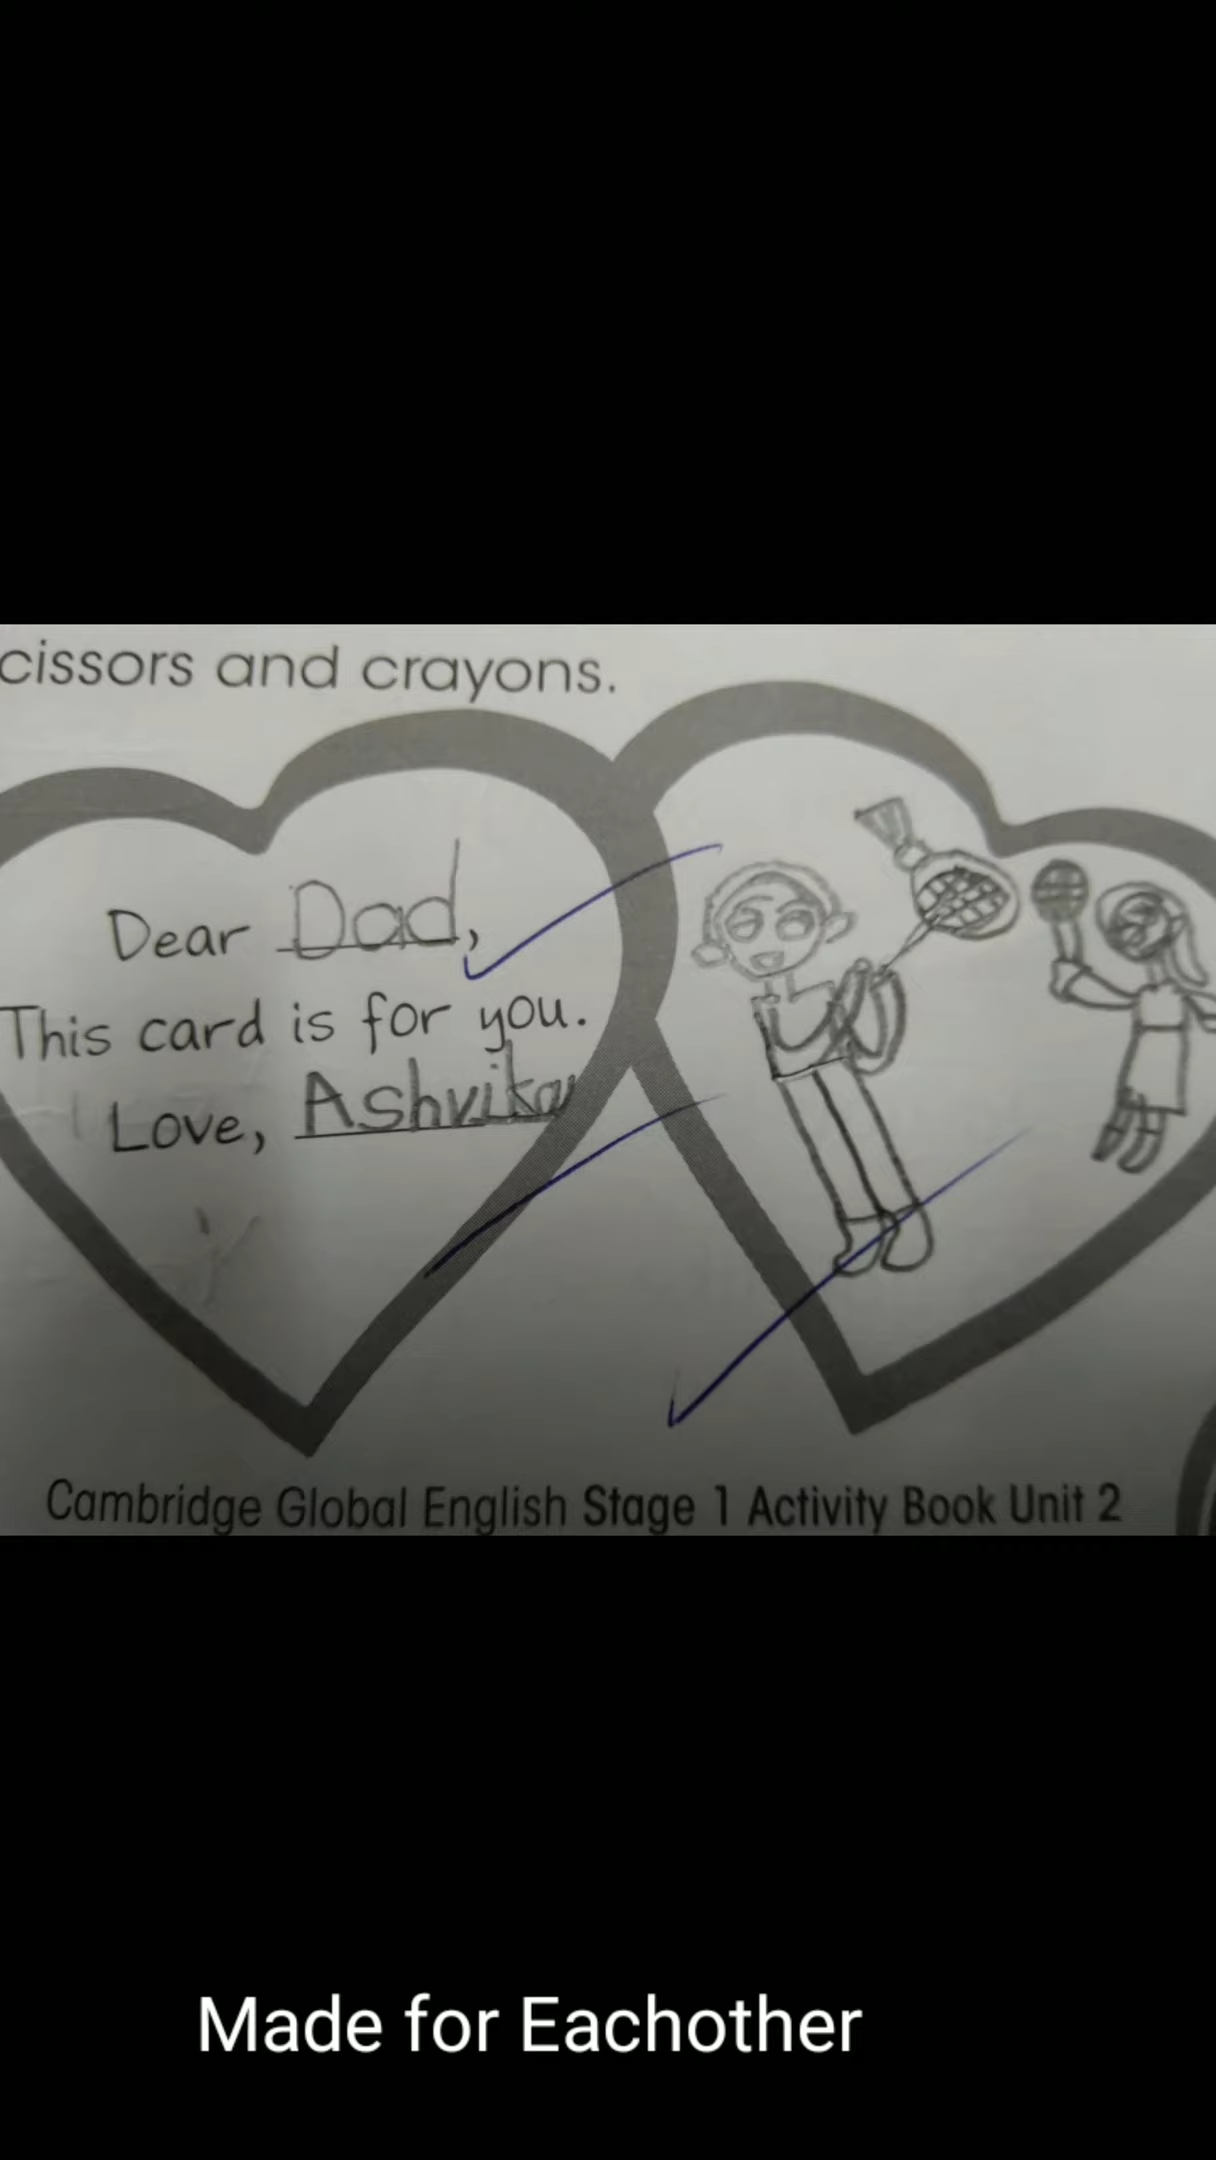 cissors and crayons.
Dear Dad,
This card is for you.
Love, Ashvika
Cambridge Global English Stage 1 Activity Book Unit 2
Made for Eachother